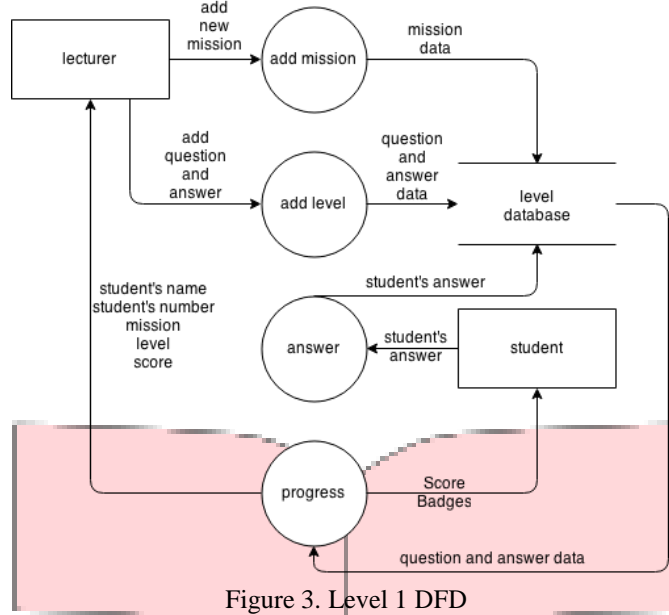 add
new
mission
lecturer
add mission
mission
data
add
question
and
answer
add level
question
and
answer
data
level
database
student's name
student's number
mission
level
score
student's answer
answer
student's
answer
student
progress
Score
Badges
question and answer data
Figure 3. Level 1 DFD